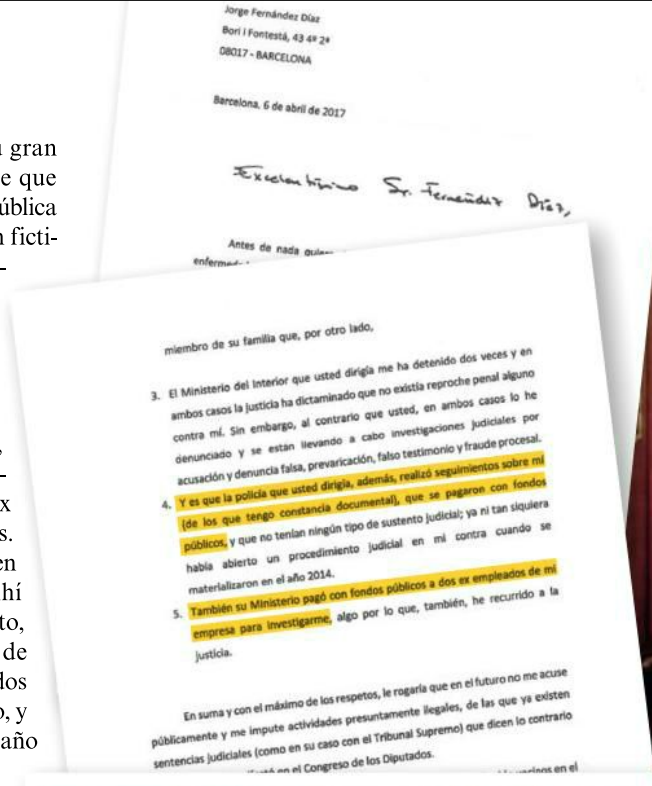 Jorge Fernández Díaz
Bori i Fontestá, 43 4º 2ª
08017 - BARCELONA
Barcelona, 6 de abril de 2017
Excelentísimo Sr. Fernández Díaz,
Antes de nada
miembro de su familia que, por otro lado,
3. El Ministerio del Interior que usted dirigía me ha detenido dos veces y en
ambos casos la Justicia ha dictaminado que no existía reproche penal alguno
contra mí. Sin embargo, al contrario que usted, en ambos casos lo he
denunciado y se están llevando a cabo investigaciones judiciales por
acusación y denuncia falsa, prevaricación, falso testimonio y fraude procesal.
4. Y es que la policía que usted dirigía, además, realizó seguimientos sobre mí
(de los que tengo constancia documental), que se pagaron con fondos
públicos, y que no tenían ningún tipo de sustento judicial; ya ni tan siquiera
había abierto un procedimiento judicial en mi contra cuando se
materializaron en el año 2014.
5. También su Ministerio pagó con fondos públicos a dos ex empleados de mi
empresa para investigarme, algo por lo que, también, he recurrido a la
justicia.
En suma y con el máximo de los respetos, le rogaría que en el futuro no me acuse
públicamente y me impute actividades presuntamente ilegales, de las que ya existen
sentencias judiciales (como en su caso con el Tribunal Supremo) que dicen lo contrario
en el Congreso de los Diputados.
gran
e que
ública
ficti-
x
s.
en
hí
to,
de
dos
o, y
año